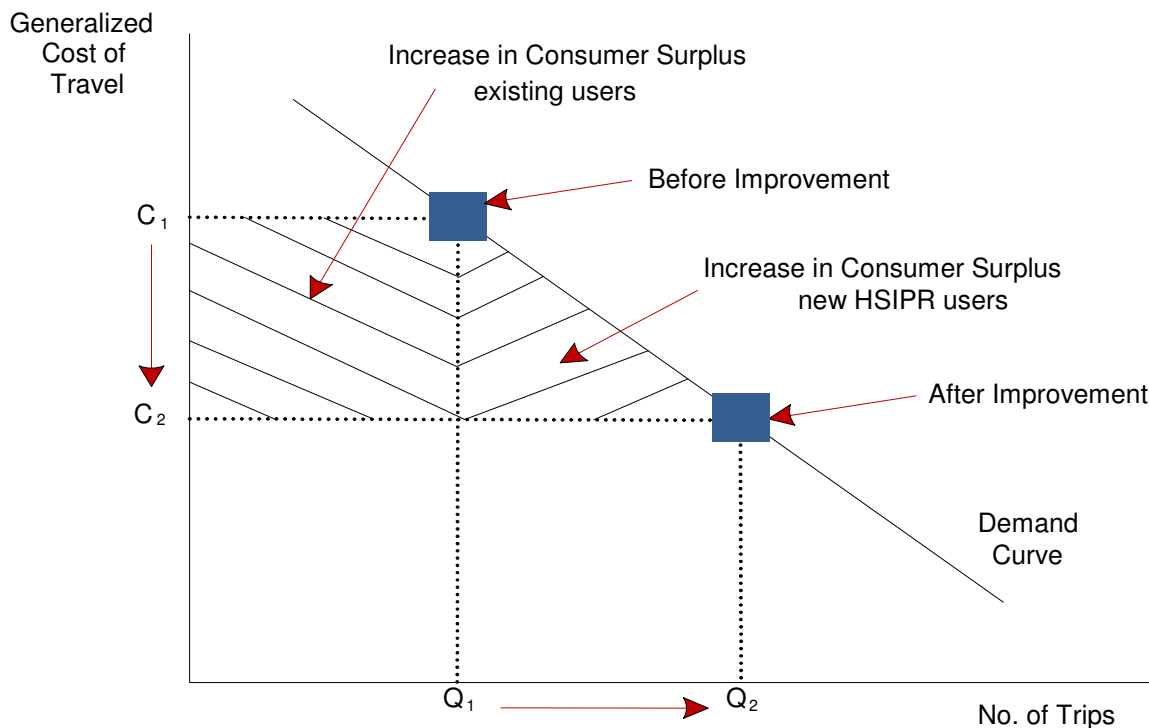 Generalized
Cost of
Travel
Increase in Consumer Surplus
existing users
Before Improvement
C₁
Increase in Consumer Surplus
new HSIPR users
After Improvement
C₂
Demand
Curve
Q₁
Q₂
No. of Trips